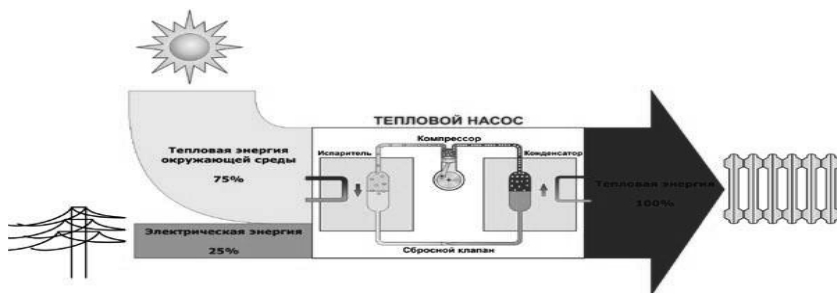 ТЕПЛОВОЙ НАСОС
Компрессор
Испаритель
Конденсатор
Тепловая энергия
окружающей среды
75%
Тепловая энергия
100%
Электрическая энергия
25%
Сбросной клапан